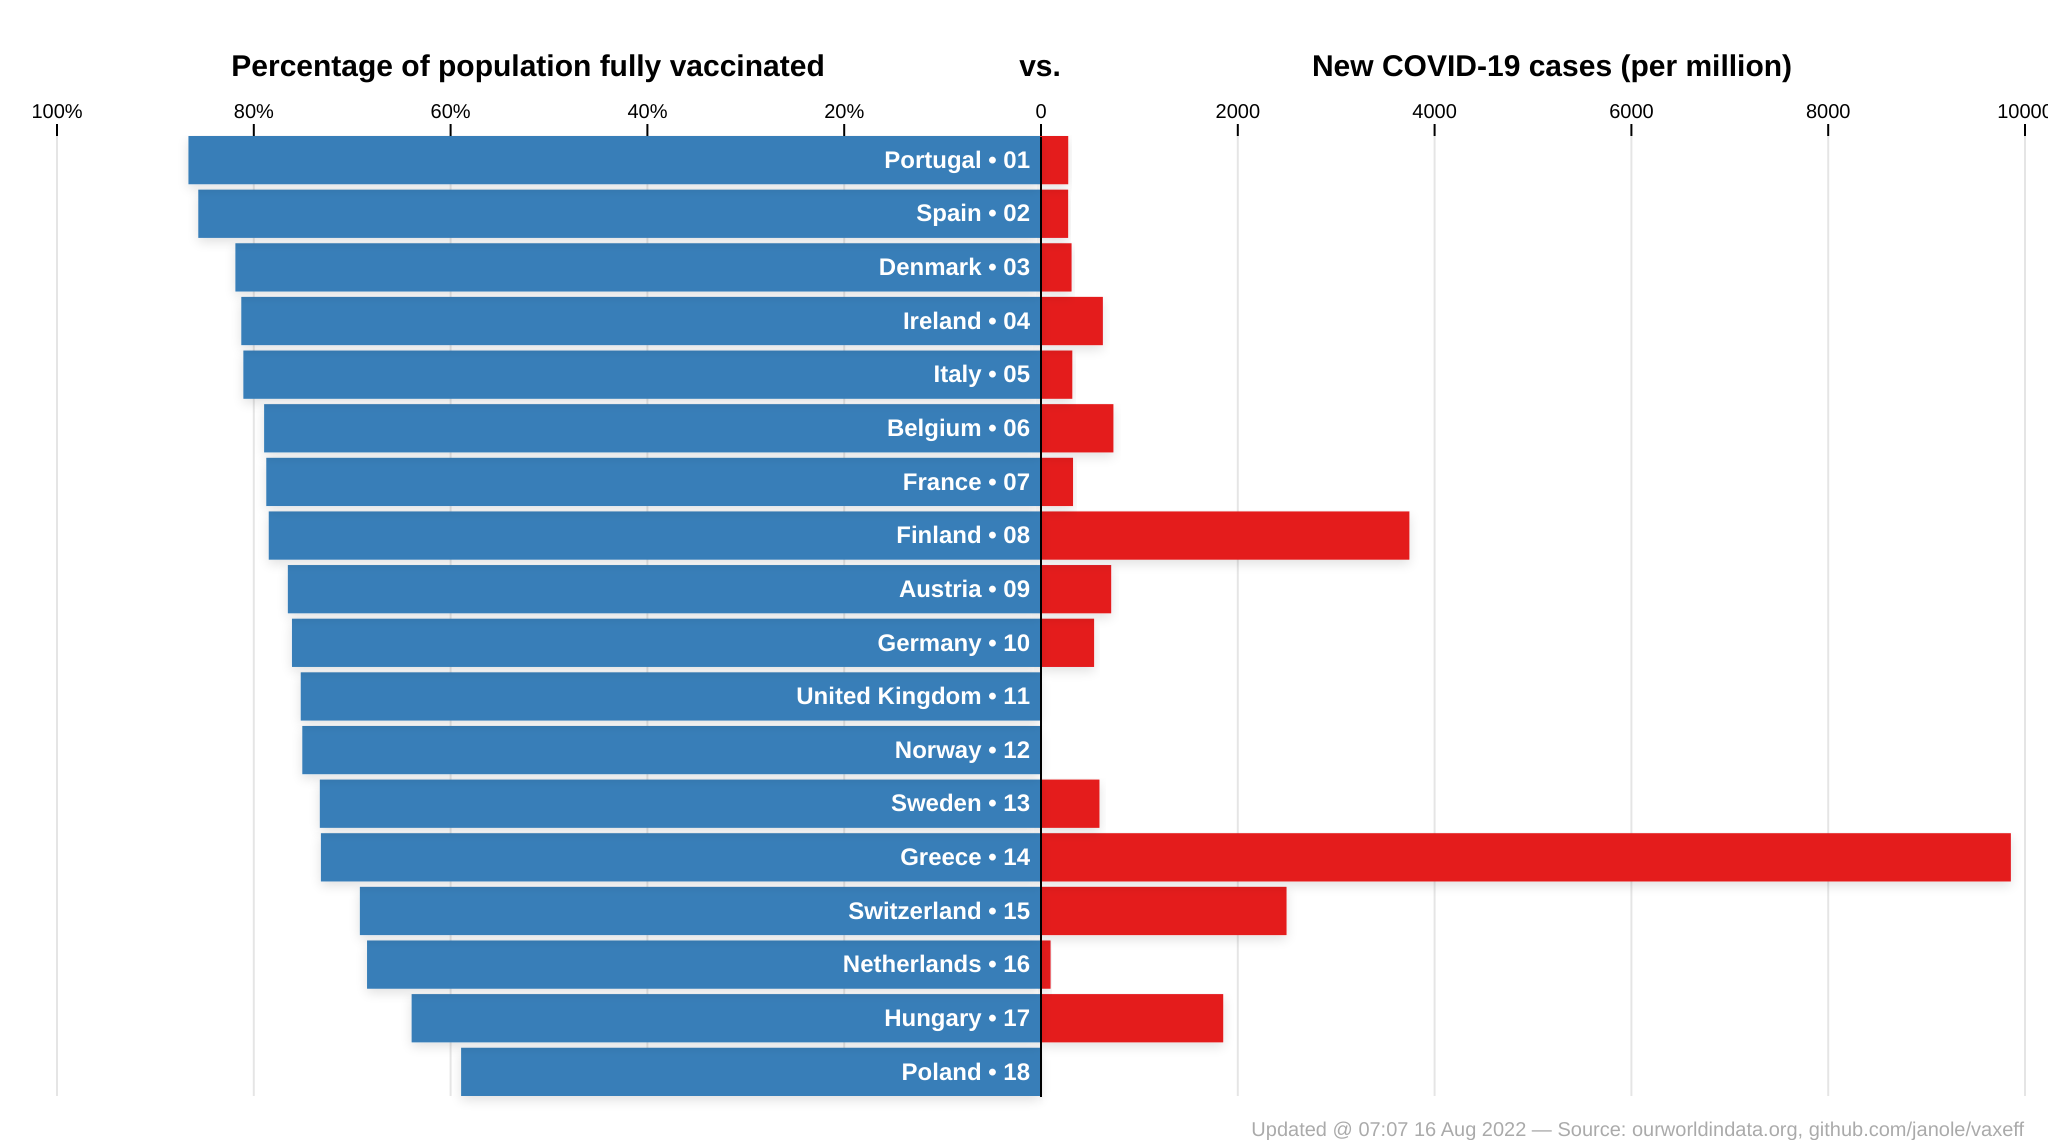 Percentage of population fully vaccinated vs. New COVID-19 cases (per million)
100% 80% 60% 40% 20% 0 2000 4000 6000 8000 10000
Portugal • 01
Spain • 02
Denmark • 03
Ireland • 04
Italy • 05
Belgium • 06
France • 07
Finland • 08
Austria • 09
Germany • 10
United Kingdom • 11
Norway • 12
Sweden • 13
Greece • 14
Switzerland • 15
Netherlands • 16
Hungary • 17
Poland • 18
Updated @ 07:07 16 Aug 2022 — Source: ourworldindata.org, github.com/janole/vaxeff